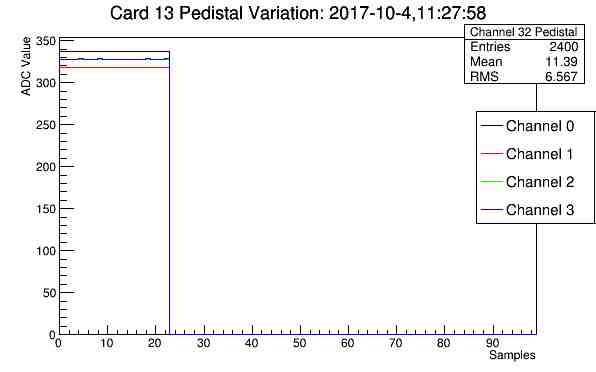 Card 13 Pedistal Variation: 2017-10-4,11:27:58
Channel 32 Pedistal
Entries 2400
Mean 11.39
RMS 6.567
ADC Value
350
300
250
200
150
100
50
0
Channel 0
Channel 1
Channel 2
Channel 3
0 10 20 30 40 50 60 70 80 90
Samples